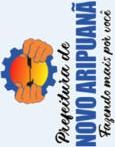 Prefeitura de
NOVO ARIPUANÃ
Fazendo mais por você